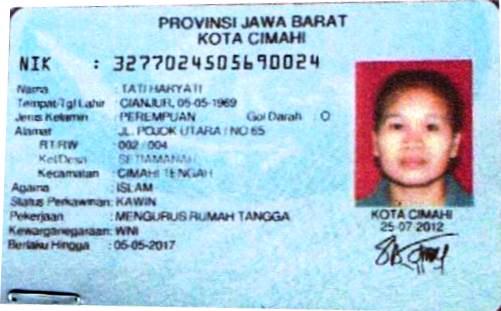 PROVINSI JAWA BARAT
KOTA CIMAHI
NIK : 3277024505690024
Nama : TATI HARYATI
Tempat/Tgl Lahir : CIANJUR, 05-05-1969
Jenis Kelamin : PEREMPUAN Gol Darah : O
Alamat : JL. POJOK UTARA / NO 65
RT/RW : 002 / 004
Kel/Desa : SETIAMANAH
Kecamatan : CIMAHI TENGAH
Agama : ISLAM
Status Perkawinan: KAWIN
Pekerjaan : MENGURUS RUMAH TANGGA
Kewarganegaraan: WNI
Berlaku Hingga : 05-05-2017
KOTA CIMAHI
25-07-2012